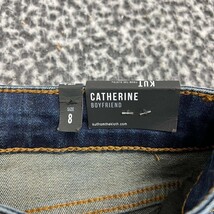 KUT
SIZE
8
CATHERINE
BOYFRIEND
kutfromthekloth.com